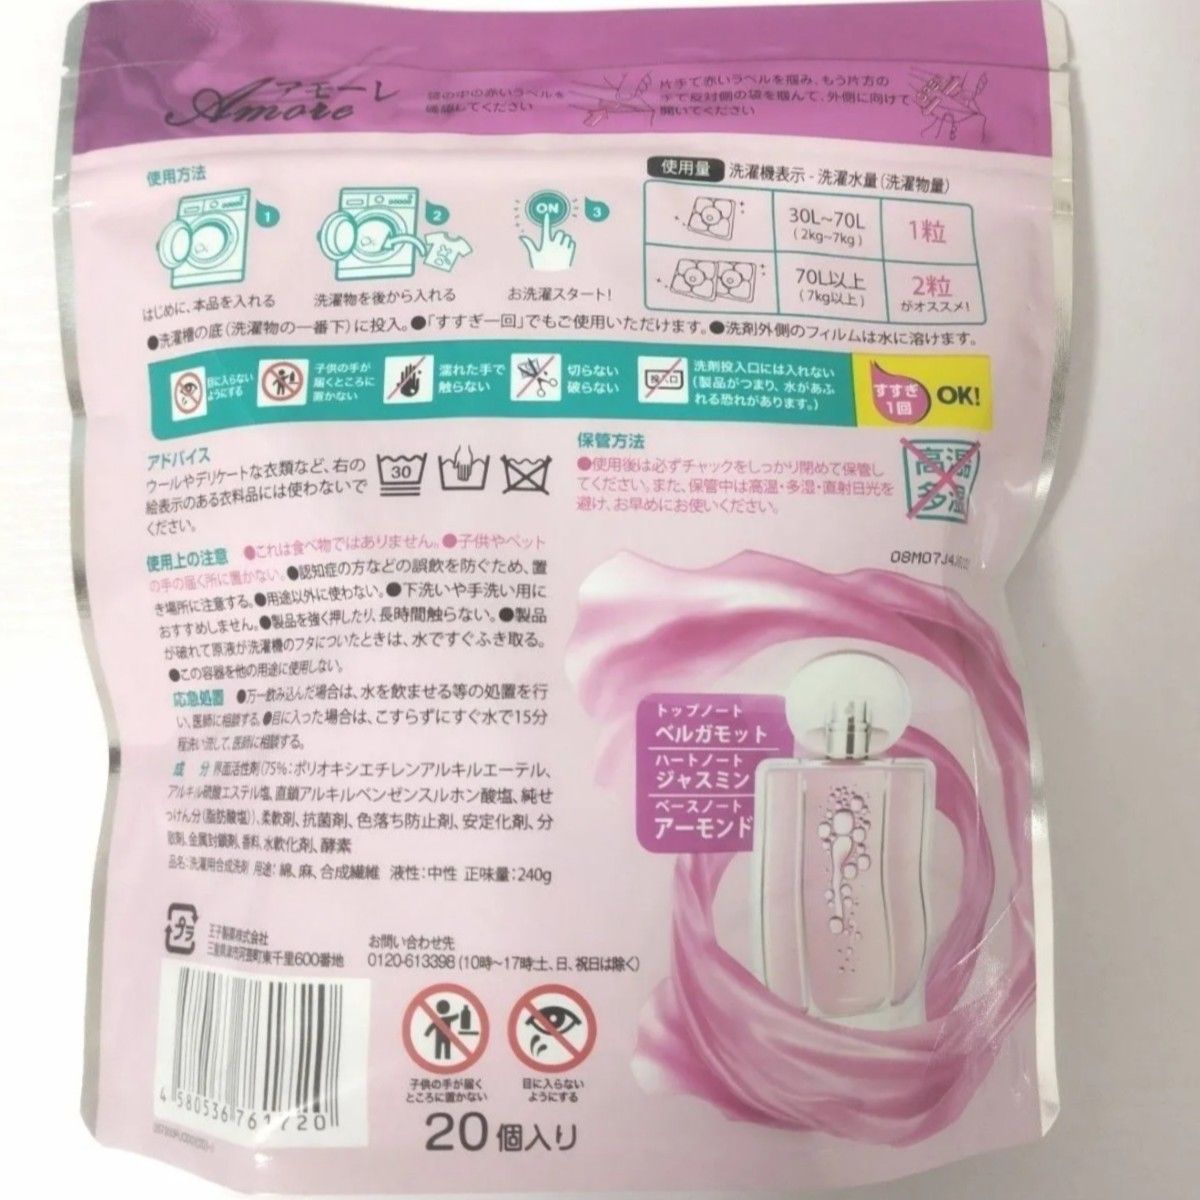 アモーレ
Amore
袋の中の赤いラベルを
確認してください
片手で赤いラベルを掴み、もう片方の
手で反対側の袋を掴んで、外側に向けて
開いてください
使用方法
1
2
ON
3
はじめに、本品を入れる
洗濯物を後から入れる
お洗濯スタート!
使用量 洗濯機表示 - 洗濯水量(洗濯物量)
30L~70L
(2kg~7kg)
1粒
70L以上
(7kg以上)
2粒
がオススメ!
●洗濯槽の底(洗濯物の一番下)に投入。●「すすぎ一回」でもご使用いただけます。●洗剤外側のフィルムは水に溶けます。
目に入らない
ようにする
子供の手が
届くところに
置かない
濡れた手で
触らない
切らない
破らない
投入口
洗剤投入口には入れない
(製品がつまり、水があふ
れる恐れがあります。)
すすぎ
1回
OK!
アドバイス
ウールやデリケートな衣類など、右の
絵表示のある衣料品には使わないで
ください。
30
保管方法
●使用後は必ずチャックをしっかり閉めて保管し
てください。また、保管中は高温・多湿・直射日光を
避け、お早めにお使いください。
高温
多湿
使用上の注意 ●これは食べ物ではありません。●子供やペット
の手の届く所に置かない。●認知症の方などの誤飲を防ぐため、置
き場所に注意する。●用途以外に使わない。●下洗いや手洗い用に
おすすめしません。●製品を強く押したり、長時間触らない。●製品
が破れて原液が洗濯機のフタについたときは、水ですぐふき取る。
●この容器を他の用途に使用しない。
応急処置 ●万一飲み込んだ場合は、水を飲ませる等の処置を行
い、医師に相談する。●目に入った場合は、こすらずにすぐ水で15分
程洗い流して、医師に相談する。
成 分 界面活性剤(75%:ポリオキシエチレンアルキルエーテル、
アルキル硫酸エステル塩、直鎖アルキルベンゼンスルホン酸塩、純せ
っけん分(脂肪酸塩))、柔軟剤、抗菌剤、色落ち防止剤、安定化剤、分
散剤、金属封鎖剤、香料、水軟化剤、酵素
品名:洗濯用合成洗剤 用途:綿、麻、合成繊維 液性:中性 正味量:240g
08M07J4
トップノート
ベルガモット
ハートノート
ジャスミン
ベースノート
アーモンド
プラ
王子製薬株式会社
三重県津市河芸町東千里600番地
お問い合わせ先
0120-613398 (10時~17時:土、日、祝日は除く)
4 580536 761720
子供の手が届く
ところに置かない
目に入らない
ようにする
20個入り